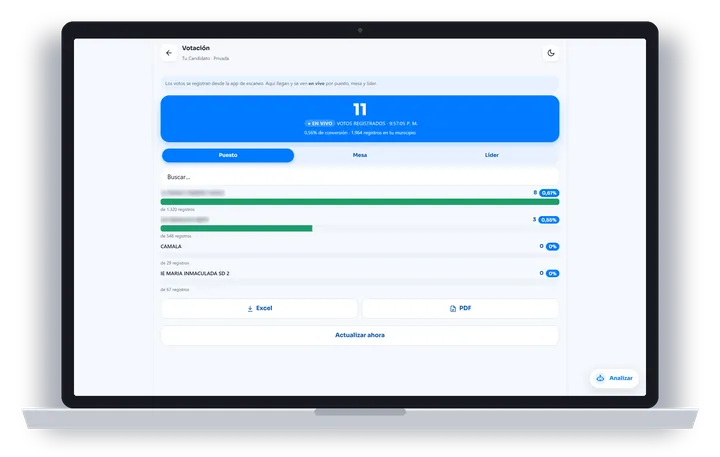 Votación
Tu Candidato · Privada
Los votos se registran desde la app de escaneo. Aquí llegan y se ven en vivo por puesto, mesa y líder.
11
EN VIVO VOTOS REGISTRADOS · 8:57:05 P. M.
0,56% de conversión · 1.964 registros en tu municipio
Puesto
Mesa
Líder
Buscar...
8 0,61%
de 1.320 registros
3 0,55%
de 548 registros
CAMALA
0 0%
de 29 registros
IE MARIA INMACULADA SD 2
0 0%
de 67 registros
Excel
PDF
Actualizar ahora
Analizar